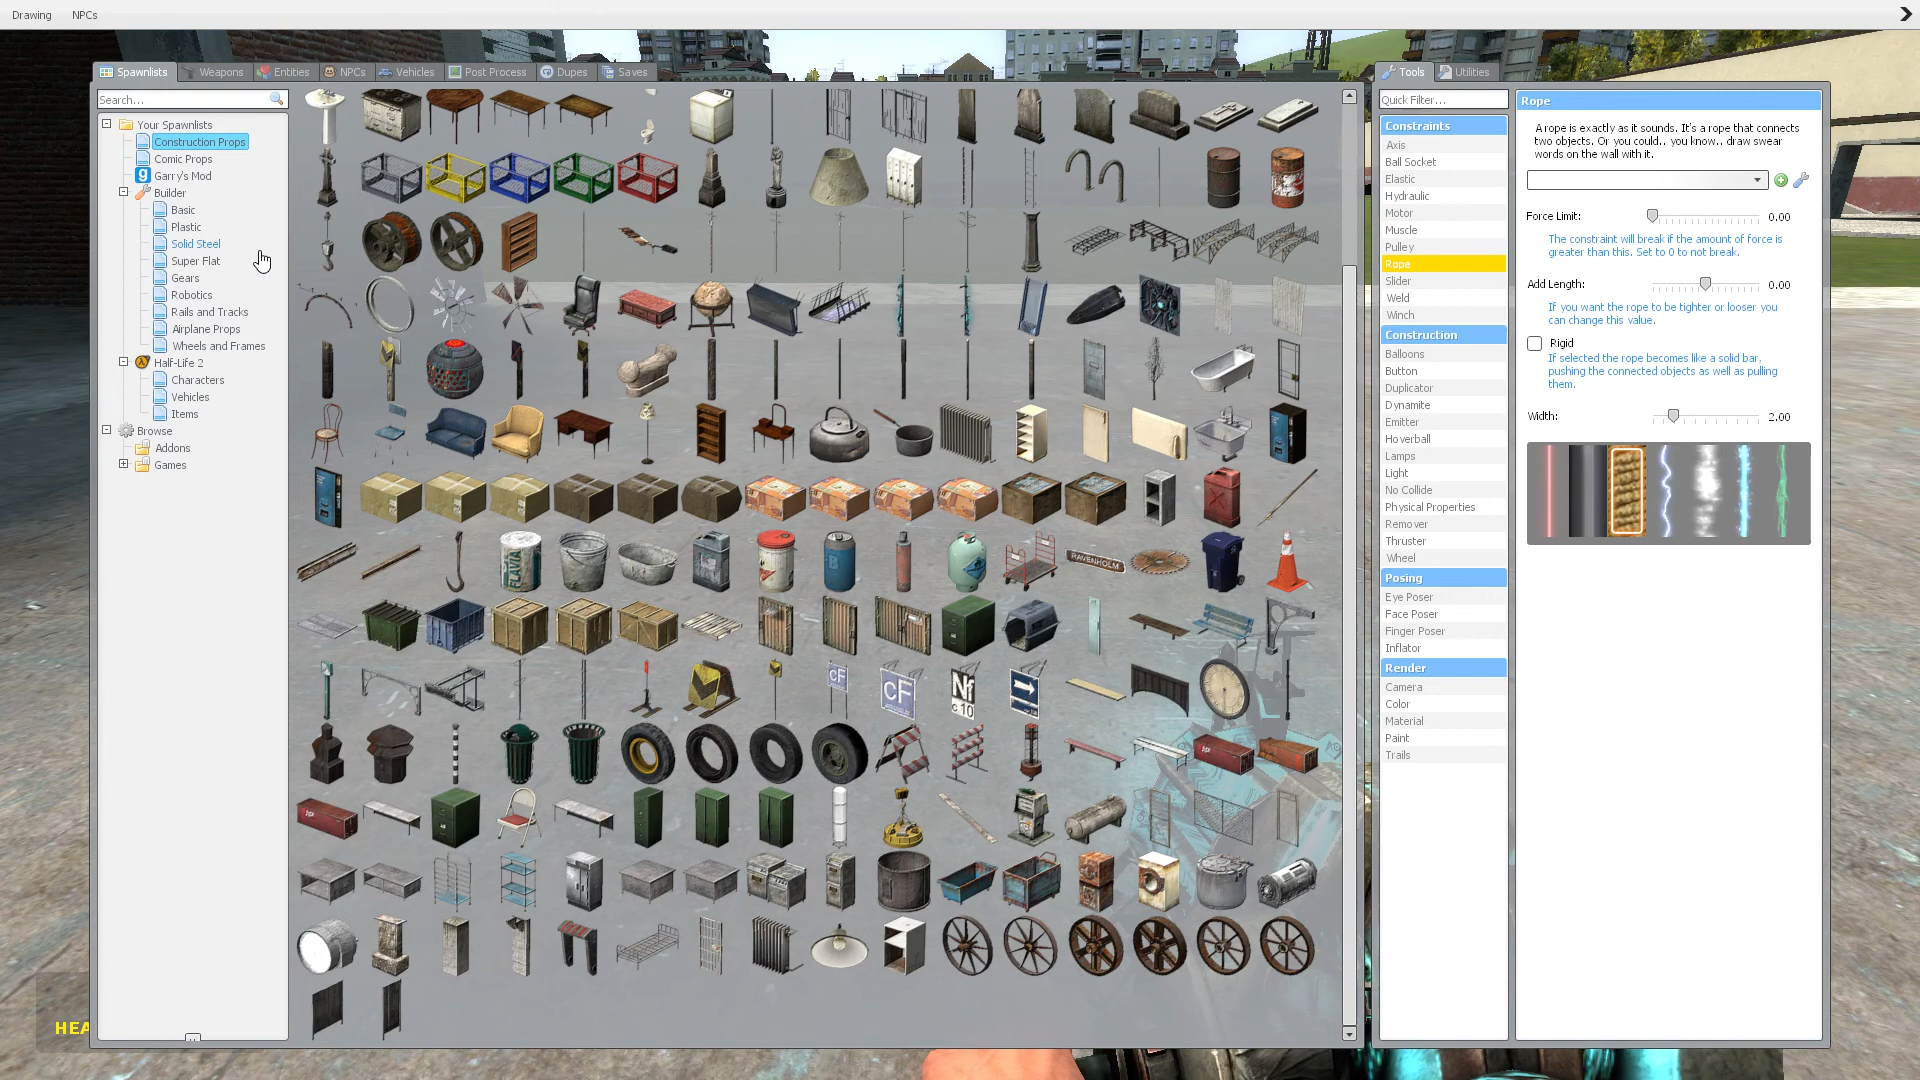 Drawing NPCs
Spawnlists Weapons Entities NPCs Vehicles Post Process Dupes Saves
Tools Utilities
Search...
Your Spawnlists
Construction Props
Comic Props
Garry's Mod
Builder
Basic
Plastic
Solid Steel
Super Flat
Gears
Robotics
Rails and Tracks
Airplane Props
Wheels and Frames
Half-Life 2
Characters
Vehicles
Items
Browse
Addons
Games
RAVENHOLM
cF
cF
Nf
c 10
HEA
Quick Filter...
Constraints
Axis
Ball Socket
Elastic
Hydraulic
Motor
Muscle
Pulley
Rope
Slider
Weld
Winch
Construction
Balloons
Button
Duplicator
Dynamite
Emitter
Hoverball
Lamps
Light
No Collide
Physical Properties
Remover
Thruster
Wheel
Posing
Eye Poser
Face Poser
Finger Poser
Inflator
Render
Camera
Color
Material
Paint
Trails
Rope
A rope is exactly as it sounds. It's a rope that connects
two objects. Or you could.. you know.. draw swear
words on the wall with it.
Force Limit: 0.00
The constraint will break if the amount of force is
greater than this. Set to 0 to not break.
Add Length: 0.00
If you want the rope to be tighter or looser you
can change this value.
Rigid
If selected the rope becomes like a solid bar,
pushing the connected objects as well as pulling
them.
Width: 2.00